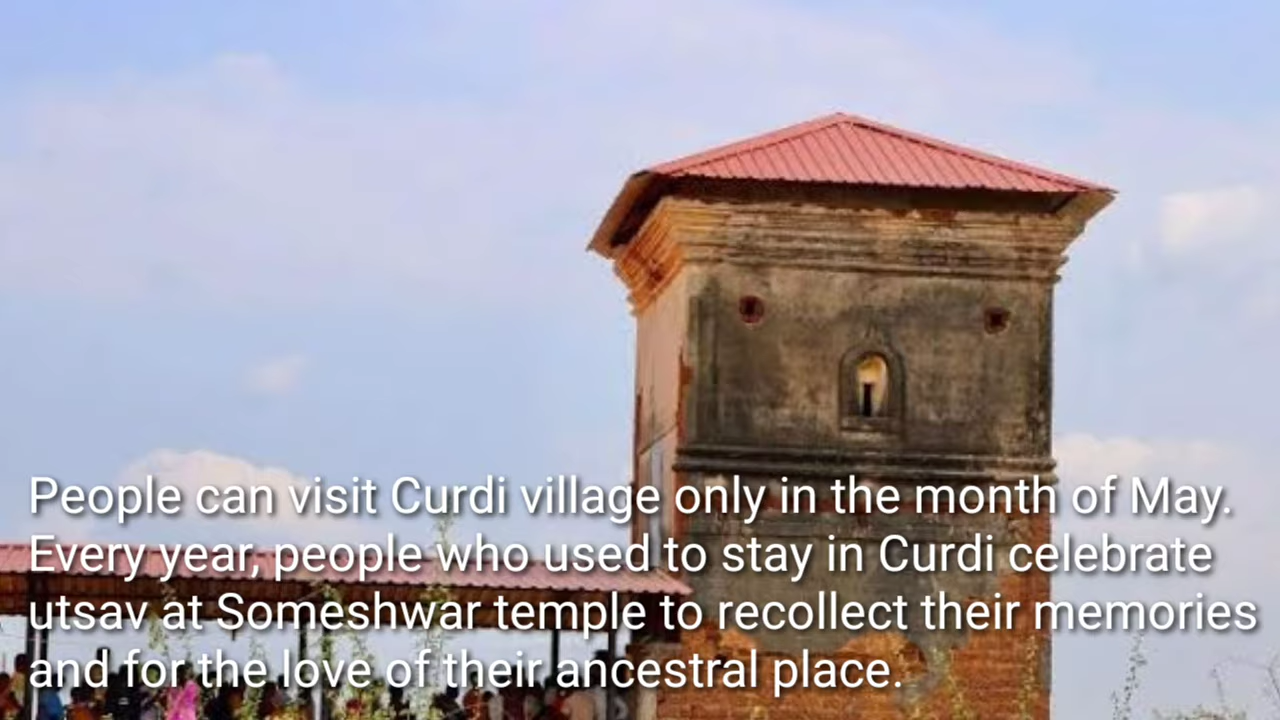 People can visit Curdi village only in the month of May.
Every year, people who used to stay in Curdi celebrate
utsav at Someshwar temple to recollect their memories
and for the love of their ancestral place.